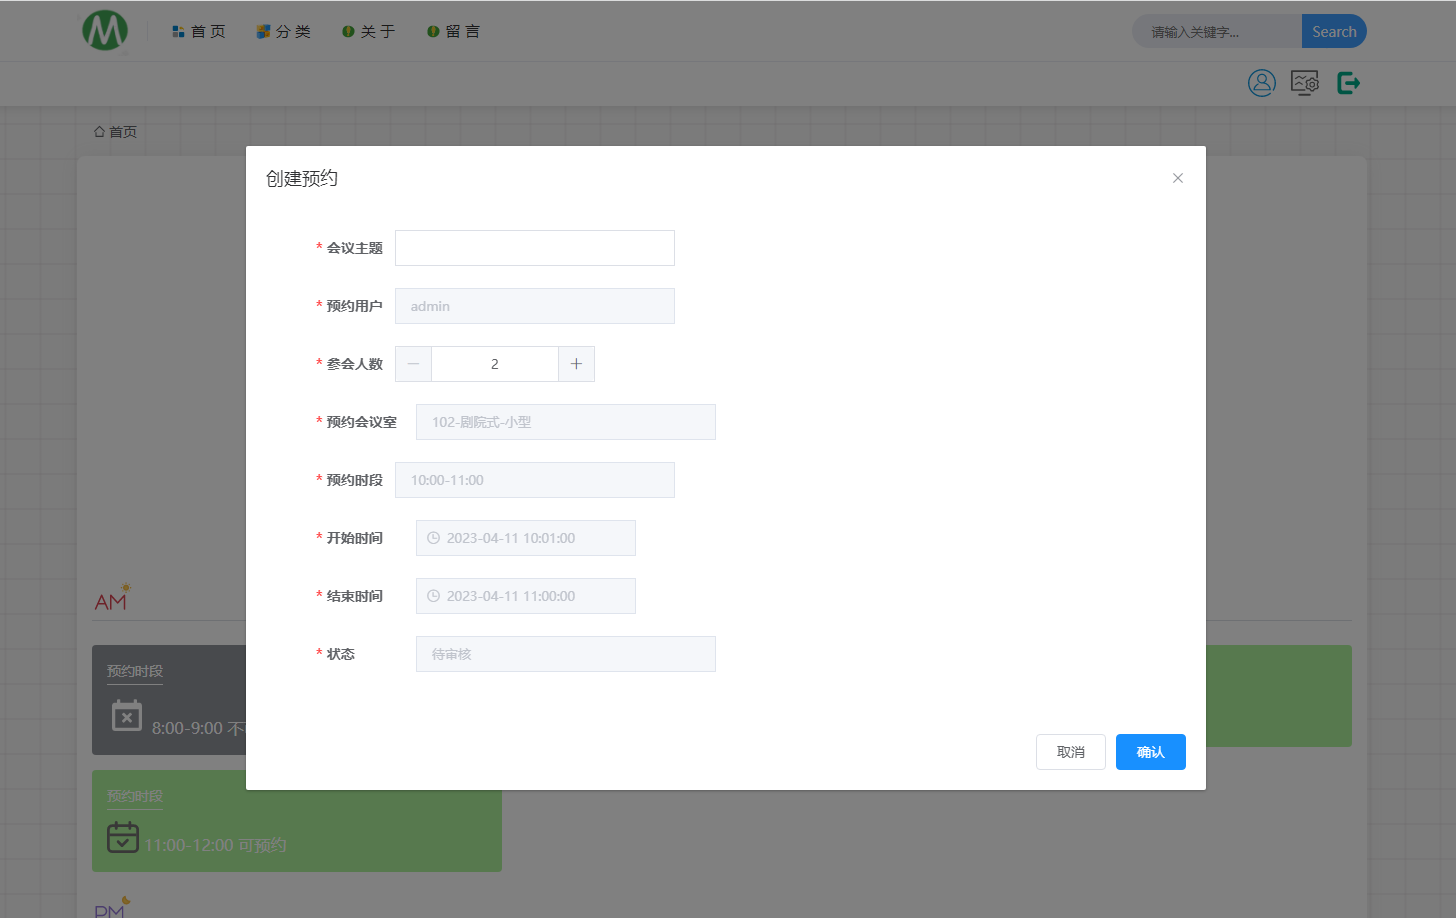 M
首 页
分 类
关 于
留 言
请输入关键字...
Search
首页
创建预约
* 会议主题
* 预约用户 admin
* 参会人数 2
* 预约会议室 102-剧院式-小型
* 预约时段 10:00-11:00
* 开始时间 2023-04-11 10:01:00
* 结束时间 2023-04-11 11:00:00
* 状态 待审核
取消 确认
AM
预约时段
8:00-9:00 不
预约时段
11:00-12:00 可预约
PM